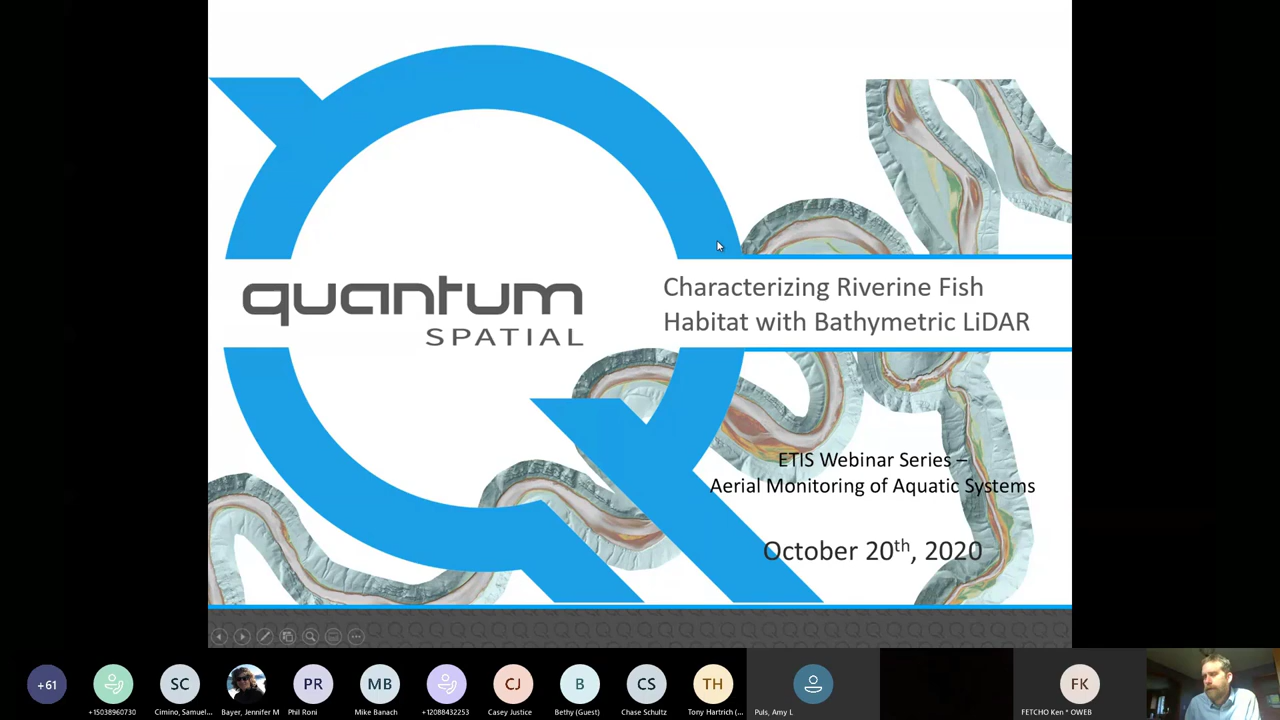 quantum
SPATIAL
Characterizing Riverine Fish
Habitat with Bathymetric LiDAR
ETIS Webinar Series –
Aerial Monitoring of Aquatic Systems
October 20th, 2020
+61
SC
PR
MB
CJ
B
CS
TH
FK
+15038960730
Cimino, Samuel...
Bayer, Jennifer M
Phil Roni
Mike Banach
+12088432253
Casey Justice
Bethy (Guest)
Chase Schultz
Tony Hartrich (...
Puls, Amy L
FETCHO Ken * OWEB